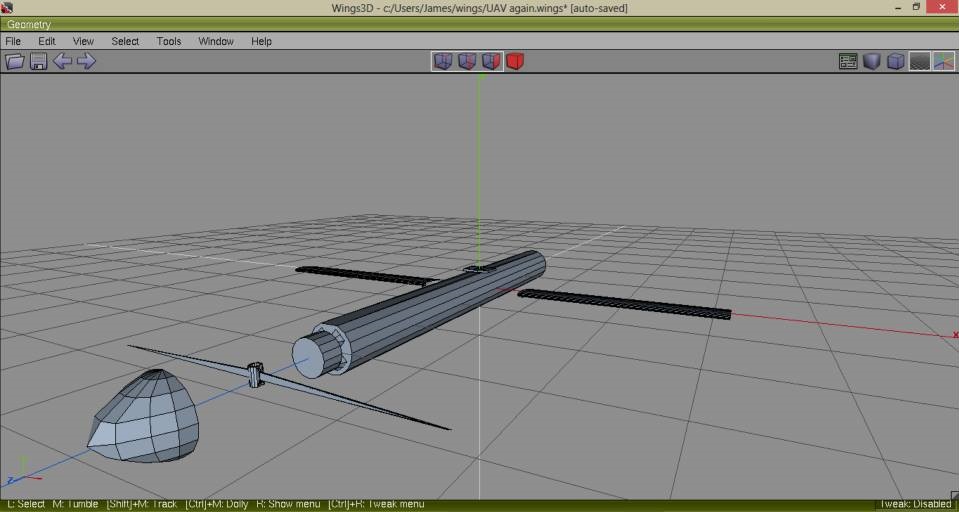 Wings3D - c:/Users/James/wings/UAV again.wings* [auto-saved]
Geometry
File Edit View Select Tools Window Help
X
Z
L: Select M: Tumble [Shift]+M: Track [Ctrl]+M: Dolly R: Show menu [Ctrl]+R: Tweak menu Tweak: Disabled